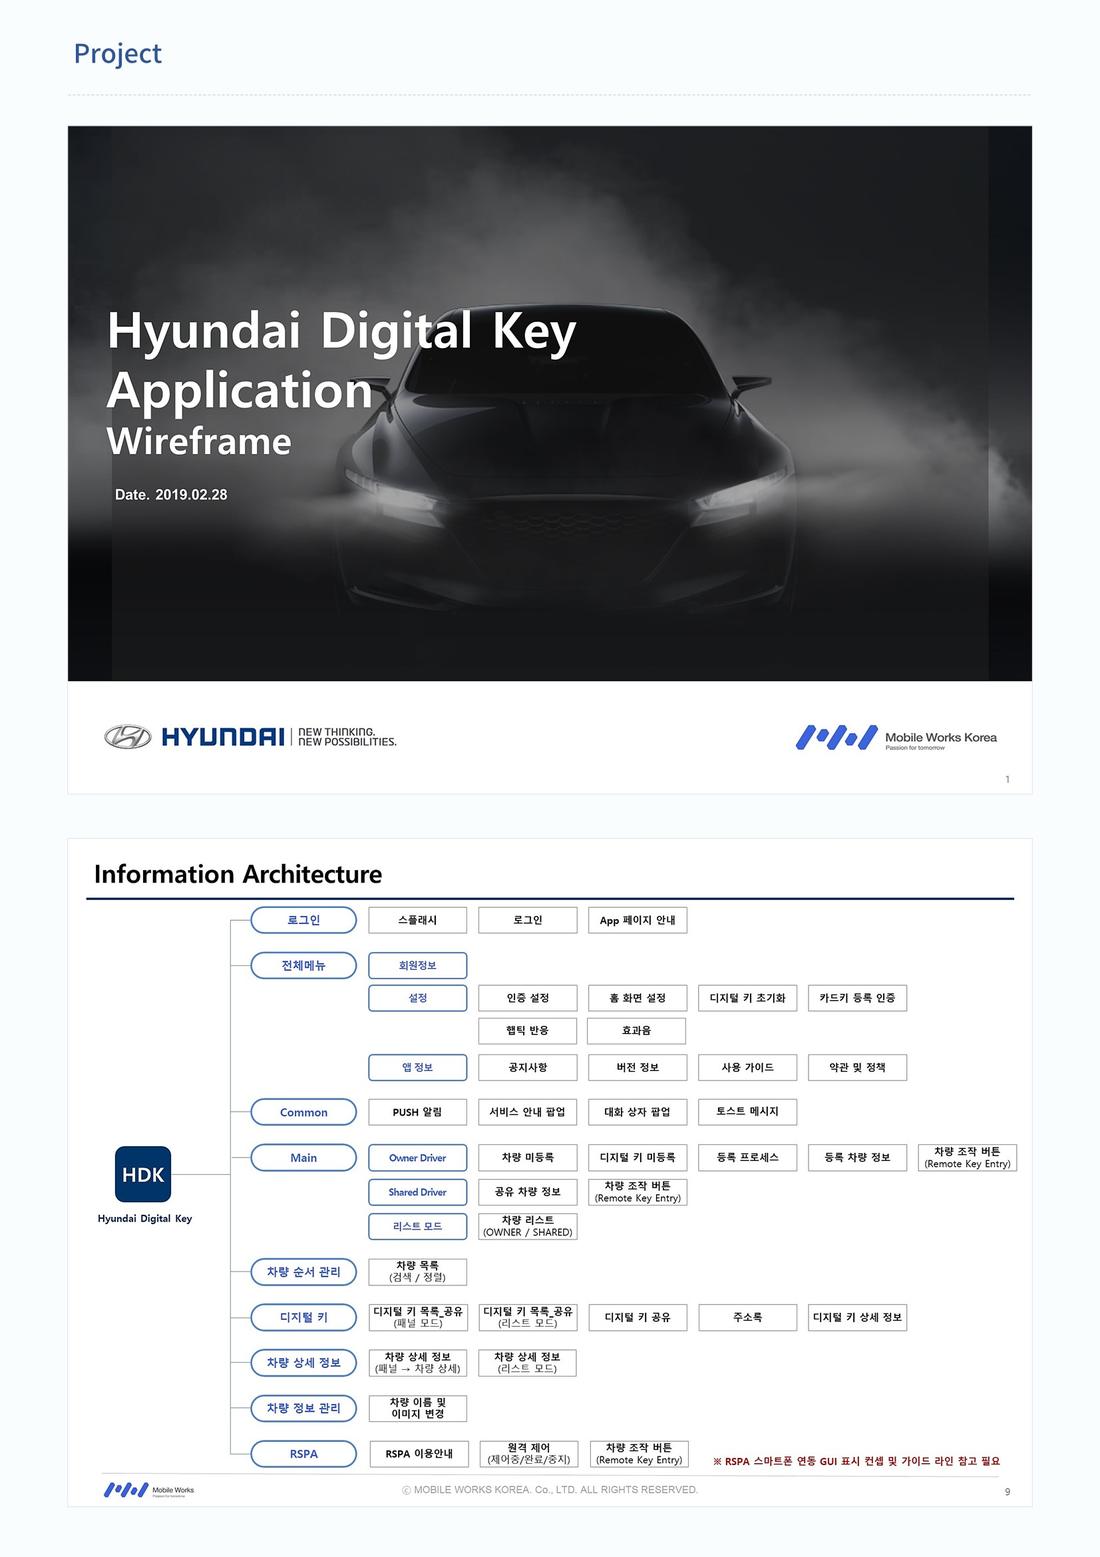 Project
Hyundai Digital Key
Application
Wireframe
Date. 2019.02.28
HYUNDAI
NEW THINKING.
NEW POSSIBILITIES.
Mobile Works Korea
Passion for tomorrow
1
Information Architecture
로그인
스플래시
로그인
App 페이지 안내
전체메뉴
회원정보
설정
인증 설정
홈 화면 설정
디지털 키 초기화
카드키 등록 인증
햅틱 반응
효과음
앱 정보
공지사항
버전 정보
사용 가이드
약관 및 정책
Common
PUSH 알림
서비스 안내 팝업
대화 상자 팝업
토스트 메시지
HDK
Hyundai Digital Key
Main
Owner Driver
차량 미등록
디지털 키 미등록
등록 프로세스
등록 차량 정보
차량 조작 버튼
(Remote Key Entry)
Shared Driver
공유 차량 정보
차량 조작 버튼
(Remote Key Entry)
리스트 모드
차량 리스트
(OWNER / SHARED)
차량 순서 관리
차량 목록
(검색 / 정렬)
디지털 키
디지털 키 목록_공유
(패널 모드)
디지털 키 목록_공유
(리스트 모드)
디지털 키 공유
주소록
디지털 키 상세 정보
차량 상세 정보
차량 상세 정보
(패널 → 차량 상세)
차량 상세 정보
(리스트 모드)
차량 정보 관리
차량 이름 및
이미지 변경
RSPA
RSPA 이용안내
원격 제어
(제어중/완료/중지)
차량 조작 버튼
(Remote Key Entry)
※ RSPA 스마트폰 연동 GUI 표시 컨셉 및 가이드 라인 참고 필요
Mobile Works
ⓒ MOBILE WORKS KOREA. Co., LTD. ALL RIGHTS RESERVED.
9